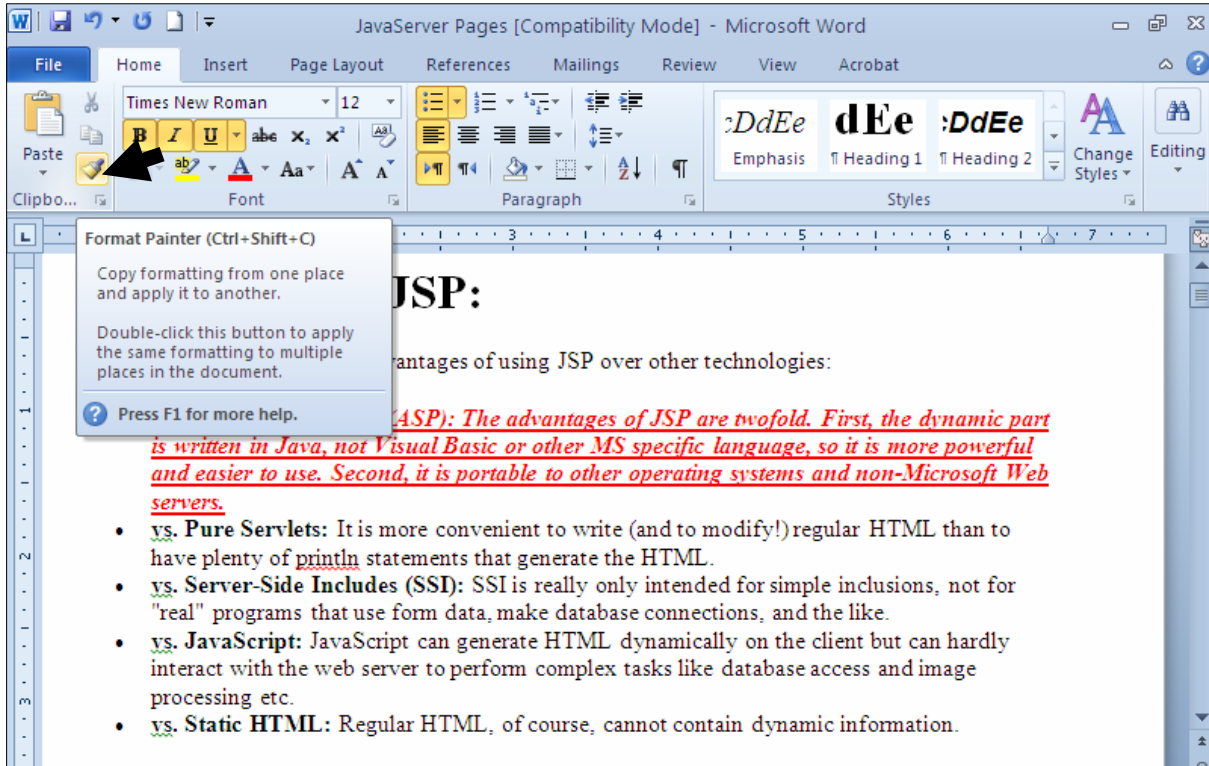 JavaServer Pages [Compatibility Mode] - Microsoft Word
File Home Insert Page Layout References Mailings Review View Acrobat
Times New Roman 12
B I U abe X₂ X² Aa
Paste
A Aa A A
:DdEe dEe :DdEe
Emphasis ¶ Heading 1 ¶ Heading 2
Change Styles
Editing
Clipbo... Font Paragraph Styles
3 4 5 6 7
Format Painter (Ctrl+Shift+C)
Copy formatting from one place
and apply it to another.
Double-click this button to apply
the same formatting to multiple
places in the document.
Press F1 for more help.
JSP:
vantages of using JSP over other technologies:
(ASP): The advantages of JSP are twofold. First, the dynamic part
is written in Java, not Visual Basic or other MS specific language, so it is more powerful
and easier to use. Second, it is portable to other operating systems and non-Microsoft Web
servers.
• vs. Pure Servlets: It is more convenient to write (and to modify!) regular HTML than to
have plenty of println statements that generate the HTML.
• vs. Server-Side Includes (SSI): SSI is really only intended for simple inclusions, not for
"real" programs that use form data, make database connections, and the like.
• vs. JavaScript: JavaScript can generate HTML dynamically on the client but can hardly
interact with the web server to perform complex tasks like database access and image
processing etc.
• vs. Static HTML: Regular HTML, of course, cannot contain dynamic information.